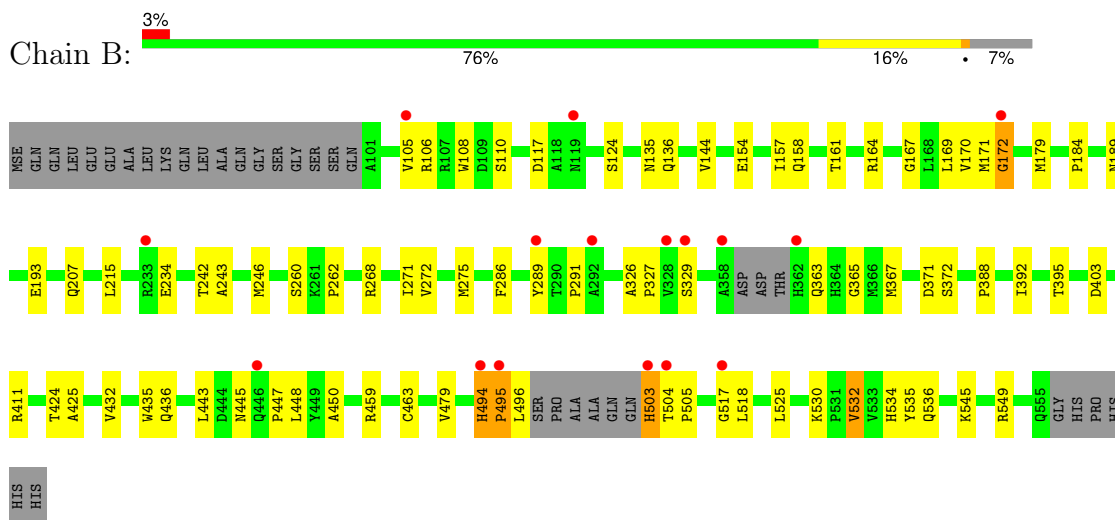 3%
Chain B:
76% 16% • 7%
MSE GLN GLN LEU GLU GLU ALA LEU LYS GLN LEU ALA GLN GLY SER GLY SER SER GLN A101 V105 R106 R107 W108 D109 S110 D117 A118 N119 S124 N135 Q136 V144 E154 I157 Q158 T161 R164 G167 L168 L169 V170 M171 G172 M179 P184 N189
E193 Q207 L215 R233 E234 T242 A243 M246 S260 K261 P262 R268 I271 V272 M275 F286 Y289 T290 P291 A292 A326 P327 V328 S329 A358 ASP ASP THR H362 Q363 H364 G365 M366 M367 D371 S372 P388 I392 T395 D403
R411 T424 A425 V432 W435 Q436 L443 D444 N445 Q446 P447 L448 Y449 A450 R459 C463 V479 H494 P495 L496 SER PRO ALA ALA GLN GLN H503 T504 P505 G517 L518 L525 K530 P531 V532 V533 H534 Y535 Q536 K545 R549 Q555 GLY HIS PRO HIS
HIS HIS